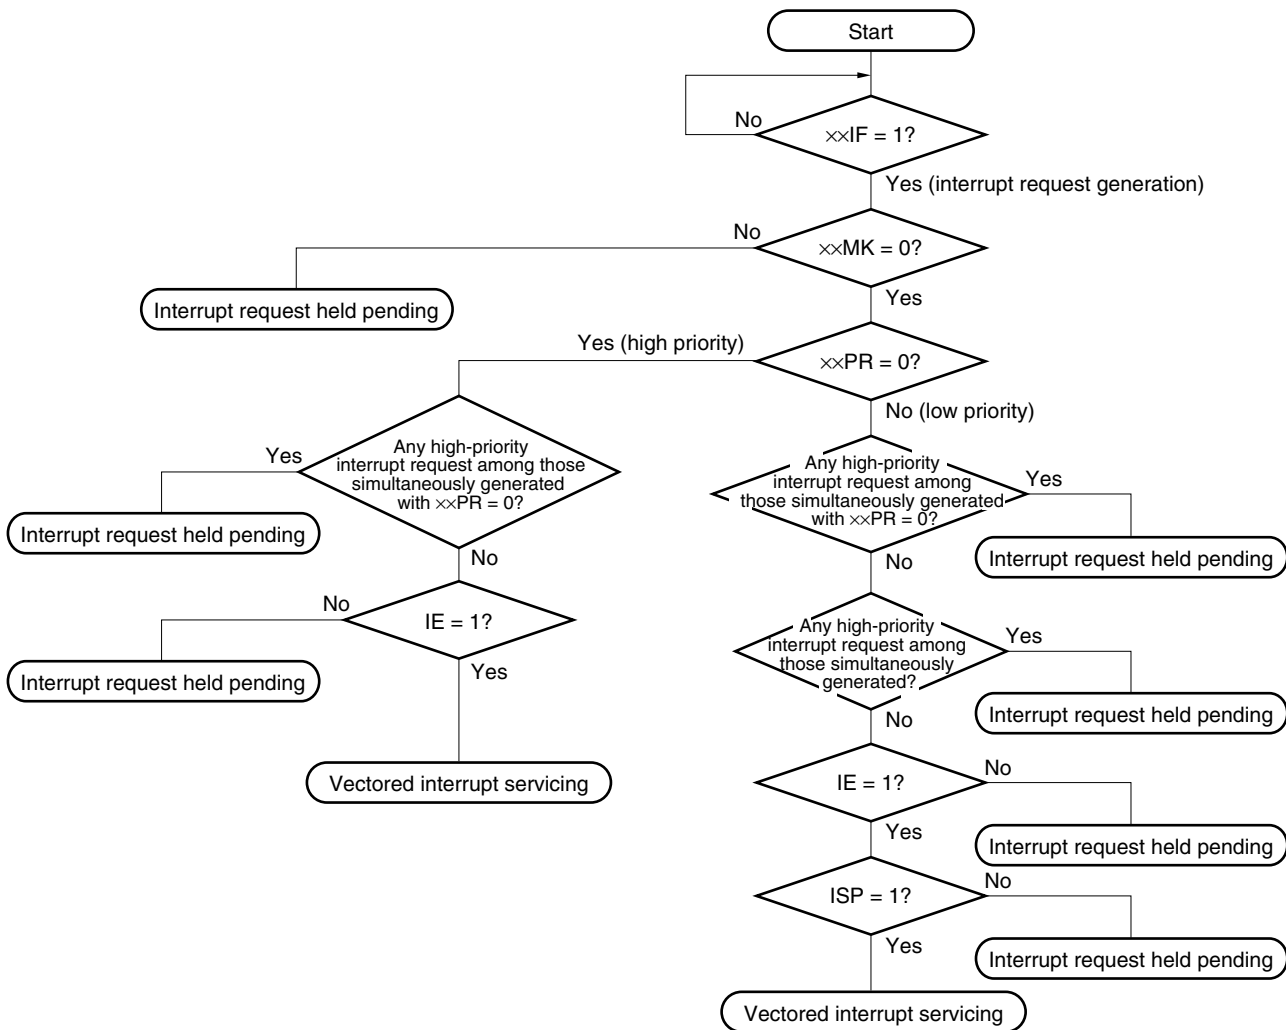 Start
No
××IF = 1?
Yes (interrupt request generation)
No
××MK = 0?
Interrupt request held pending
Yes
Yes (high priority)
××PR = 0?
No (low priority)
Yes
Any high-priority
interrupt request among those
simultaneously generated
with ××PR = 0?
Interrupt request held pending
No
Any high-priority
interrupt request among
those simultaneously generated
with ××PR = 0?
Yes
Interrupt request held pending
No
No
IE = 1?
Interrupt request held pending
Yes
Vectored interrupt servicing
Any high-priority
interrupt request among
those simultaneously
generated?
Yes
Interrupt request held pending
No
IE = 1?
No
Interrupt request held pending
Yes
ISP = 1?
No
Interrupt request held pending
Yes
Vectored interrupt servicing